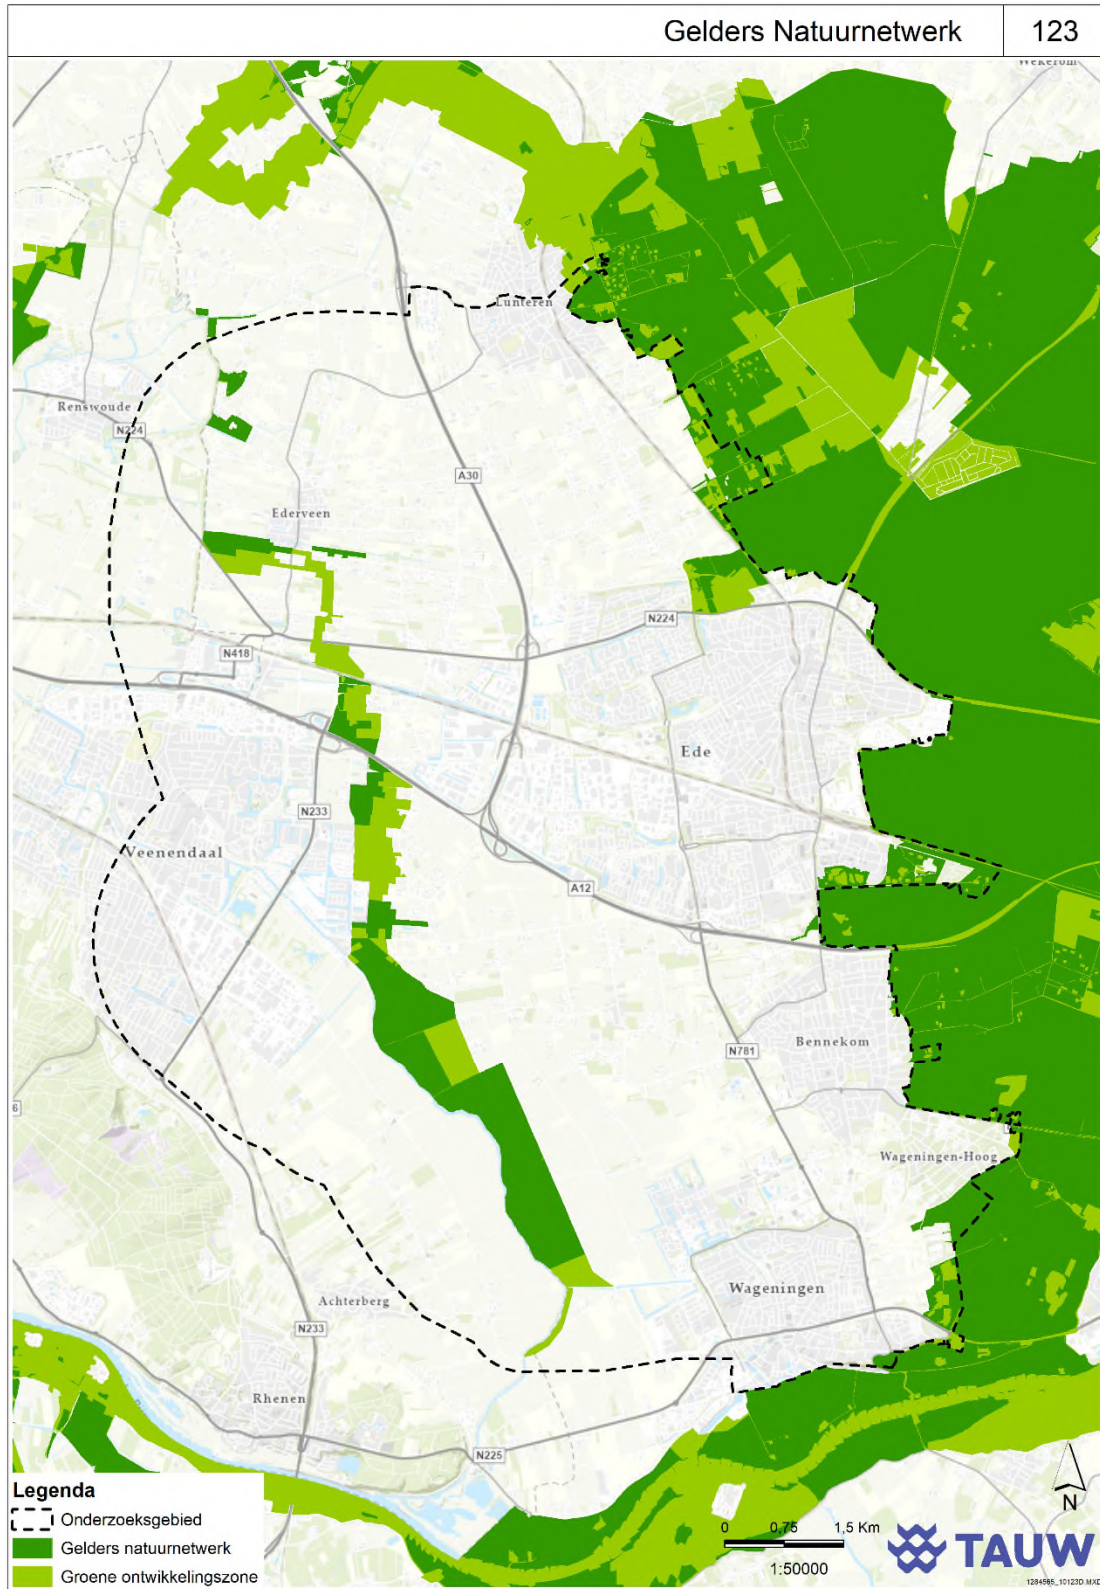 Gelders Natuurnetwerk 123
Wekerom
Lunteren
Renswoude
N224
A30
Ederveen
N224
N418
Ede
N233
Veenendaal
A12
N781
Bennekom
Wageningen-Hoog
Wageningen
Achterberg
N233
Rhenen
N225
Legenda
Onderzoeksgebied
Gelders natuurnetwerk
Groene ontwikkelingszone
0 0,75 1,5 Km
1:50000
N
TAUW